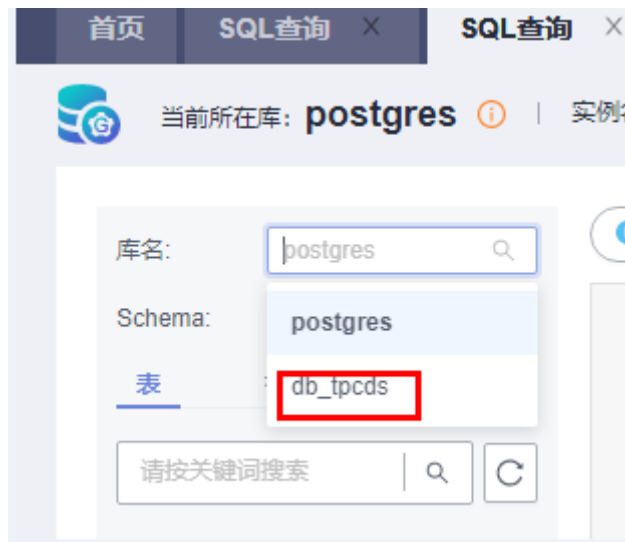 首页 SQL查询 SQL查询
当前所在库: postgres 实例
库名: postgres
Schema: postgres
表 db_tpcds
请按关键词搜索